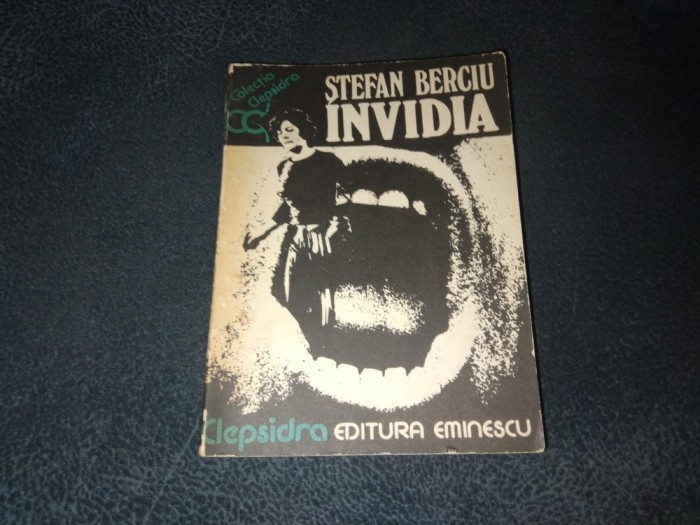 Colecția
Clepsidra
ȘTEFAN BERCIU
INVIDIA
Clepsidra EDITURA EMINESCU